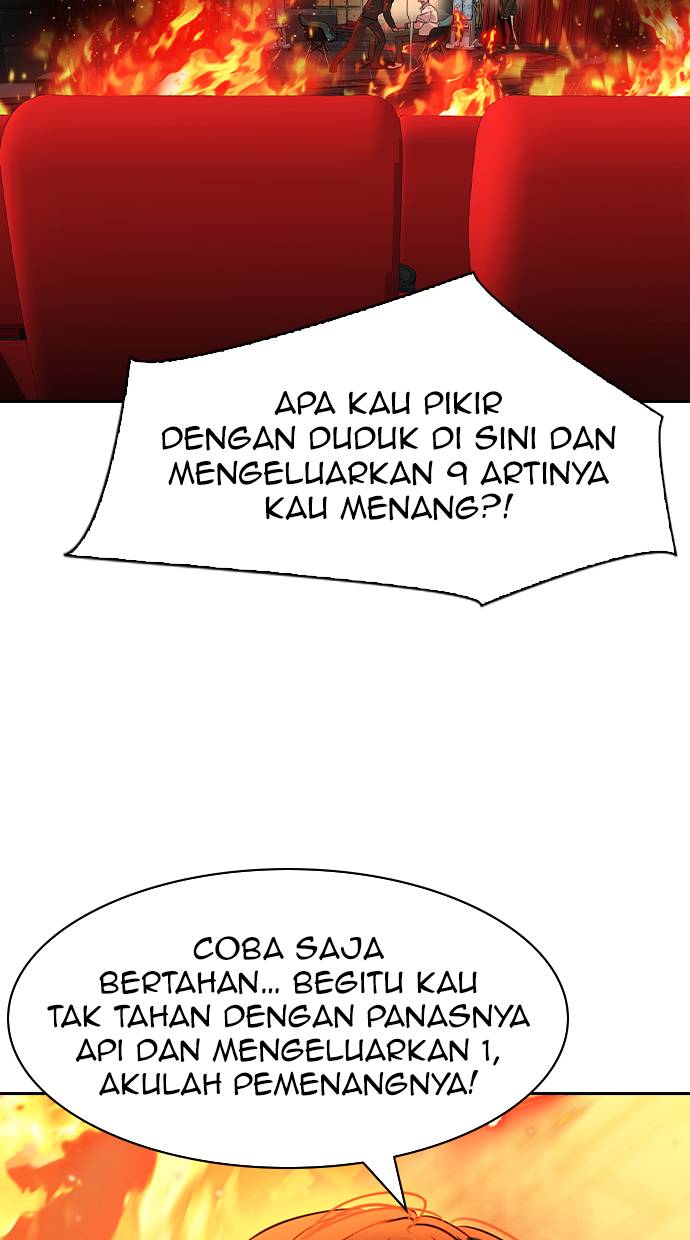 APA KAU PIKIR
DENGAN DUDUK DI SINI DAN
MENGELUARKAN 9 ARTINYA
KAU MENANG?!
COBA SAJA
BERTAHAN... BEGITU KAU
TAK TAHAN DENGAN PANASNYA
API DAN MENGELUARKAN 1,
AKULAH PEMENANGNYA!